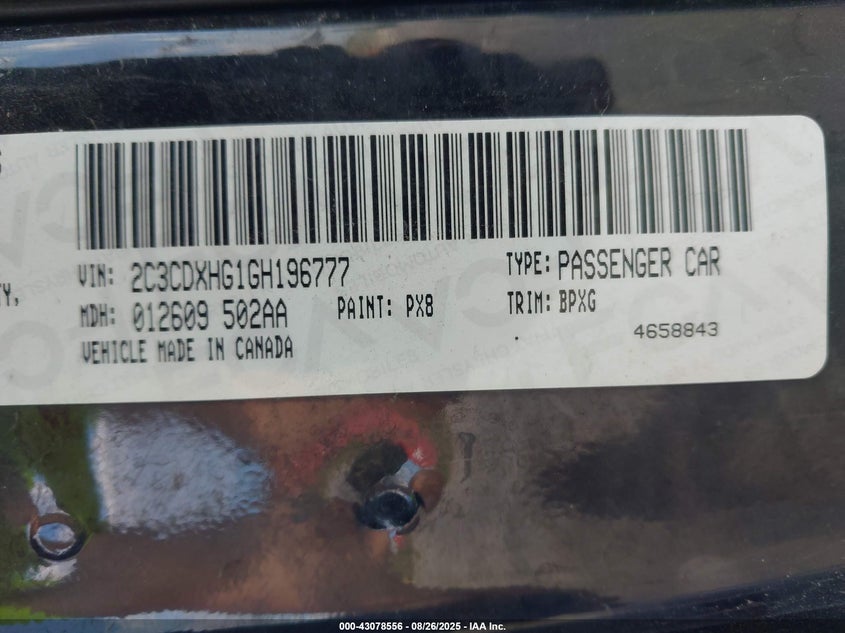 VIN: 2C3CDXHG1GH196777 TYPE: PASSENGER CAR
MDH: 012609 502AA PAINT: PX8 TRIM: BPXG
VEHICLE MADE IN CANADA 4658843
000-43078556 - 08/26/2025 - IAA Inc.